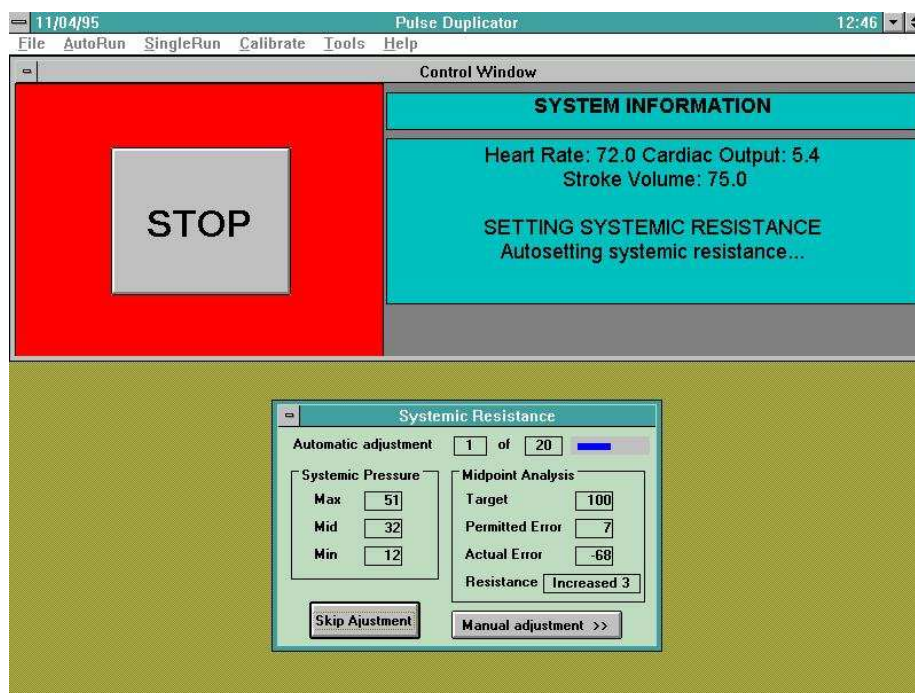 11/04/95 Pulse Duplicator 12:46
File AutoRun SingleRun Calibrate Tools Help
Control Window
STOP
SYSTEM INFORMATION
Heart Rate: 72.0 Cardiac Output: 5.4
Stroke Volume: 75.0
SETTING SYSTEMIC RESISTANCE
Autosetting systemic resistance...
Systemic Resistance
Automatic adjustment 1 of 20
Systemic Pressure
Max 51
Mid 32
Min 12
Midpoint Analysis
Target 100
Permitted Error 7
Actual Error -68
Resistance Increased 3
Skip Ajustment
Manual adjustment >>